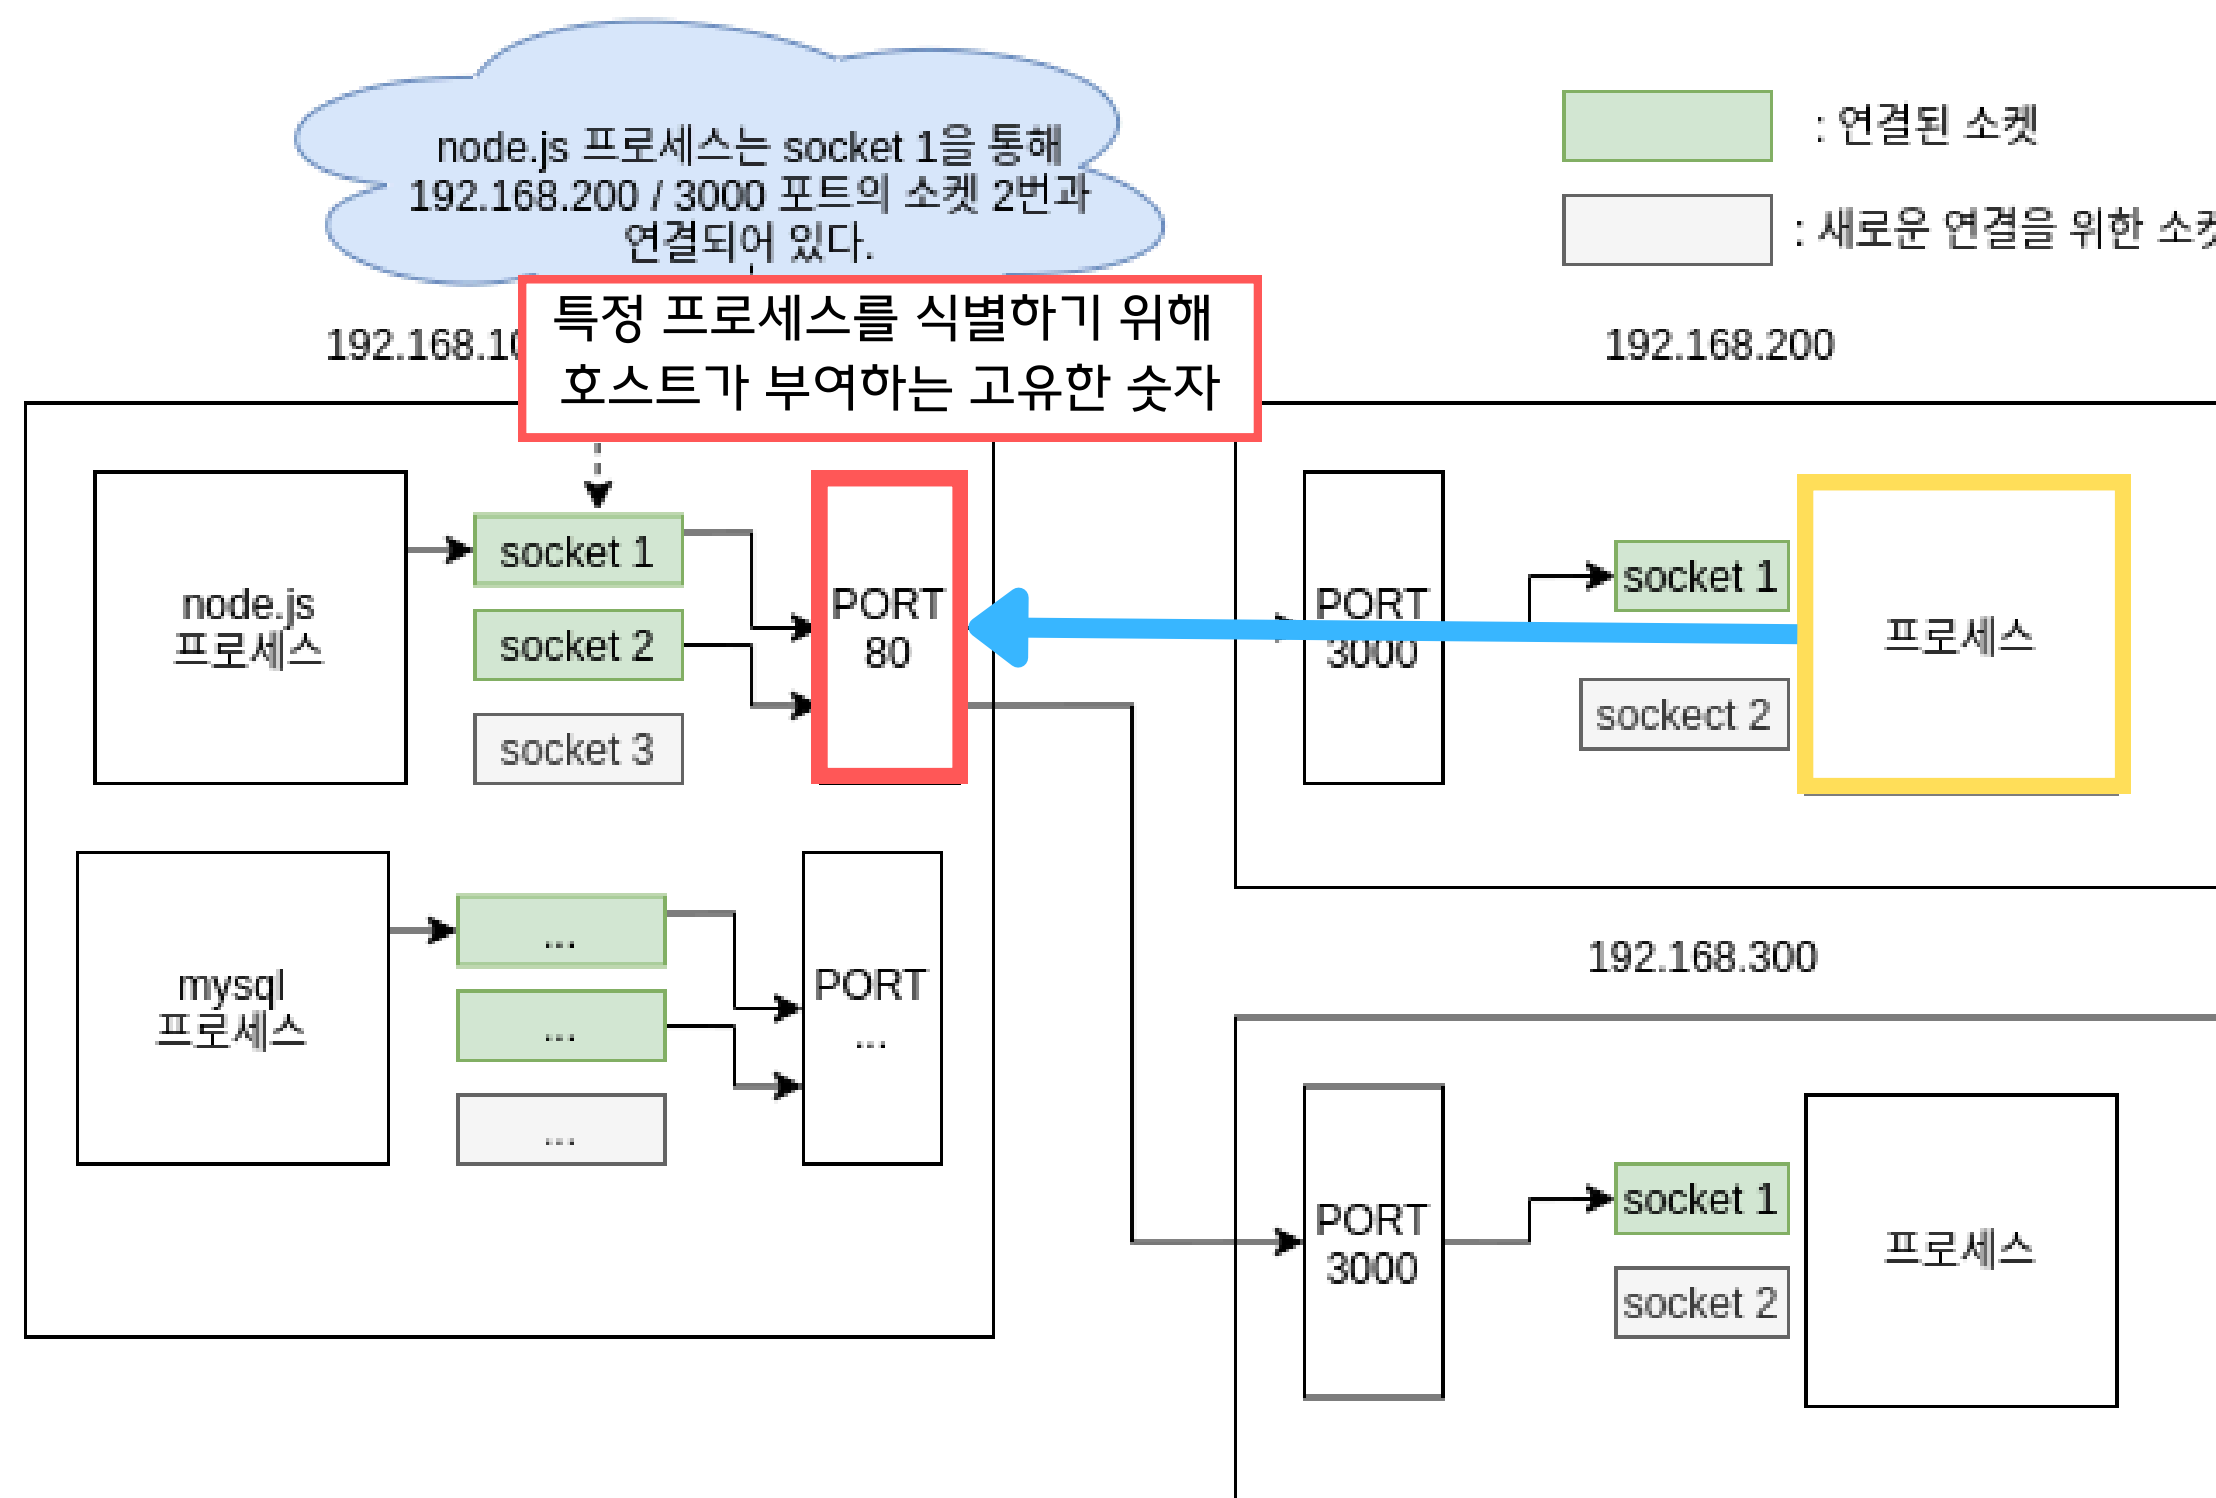 node.js 프로세스는 socket 1을 통해
192.168.200 / 3000 포트의 소켓 2번과
연결되어 있다.
: 연결된 소켓
: 새로운 연결을 위한
특정 프로세스를 식별하기 위해
호스트가 부여하는 고유한 숫자
192.168.200
node.js
프로세스
socket 1
socket 2
socket 3
PORT
80
PORT
3000
socket 1
sockect 2
프로세스
mysql
프로세스
...
...
...
PORT
...
192.168.300
PORT
3000
socket 1
socket 2
프로세스